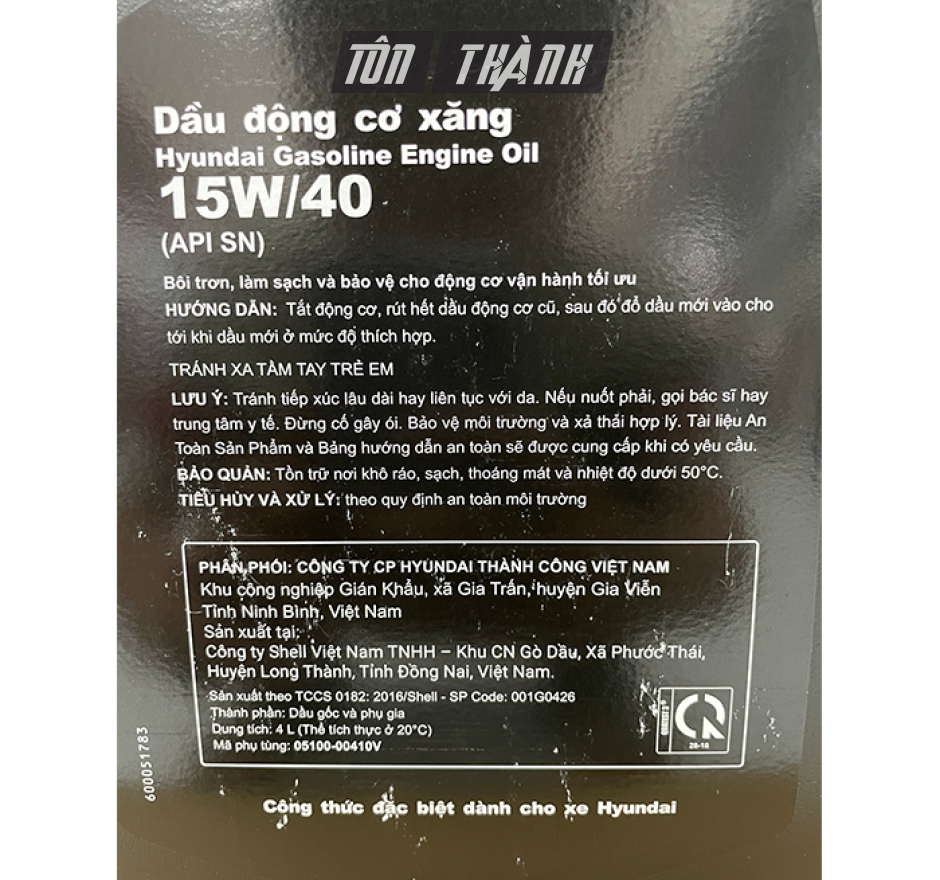 TÔN THÀNH
Dầu động cơ xăng
Hyundai Gasoline Engine Oil
15W/40
(API SN)
Bôi trơn, làm sạch và bảo vệ cho động cơ vận hành tối ưu
HƯỚNG DẪN: Tắt động cơ, rút hết dầu động cơ cũ, sau đó đổ dầu mới vào cho
tới khi dầu mới ở mức độ thích hợp.
TRÁNH XA TẦM TAY TRẺ EM
LƯU Ý: Tránh tiếp xúc lâu dài hay liên tục với da. Nếu nuốt phải, gọi bác sĩ hay
trung tâm y tế. Đừng cố gây ói. Bảo vệ môi trường và xả thải hợp lý. Tài liệu An
Toàn Sản Phẩm và Bảng hướng dẫn an toàn sẽ được cung cấp khi có yêu cầu.
BẢO QUẢN: Tồn trữ nơi khô ráo, sạch, thoáng mát và nhiệt độ dưới 50°C.
TIÊU HỦY VÀ XỬ LÝ: theo quy định an toàn môi trường
PHÂN PHỐI: CÔNG TY CP HYUNDAI THÀNH CÔNG VIỆT NAM
Khu công nghiệp Gián Khẩu, xã Gia Trấn, huyện Gia Viễn
Tỉnh Ninh Bình, Việt Nam
Sản xuất tại:
Công ty Shell Việt Nam TNHH – Khu CN Gò Dầu, Xã Phước Thái,
Huyện Long Thành, Tỉnh Đồng Nai, Việt Nam.
Sản xuất theo TCCS 0182: 2016/Shell - SP Code: 001G0426
Thành phần: Dầu gốc và phụ gia
Dung tích: 4 L (Thể tích thực ở 20°C)
Mã phụ tùng: 05100-00410V
28-18
600051783
Công thức đặc biệt dành cho xe Hyundai